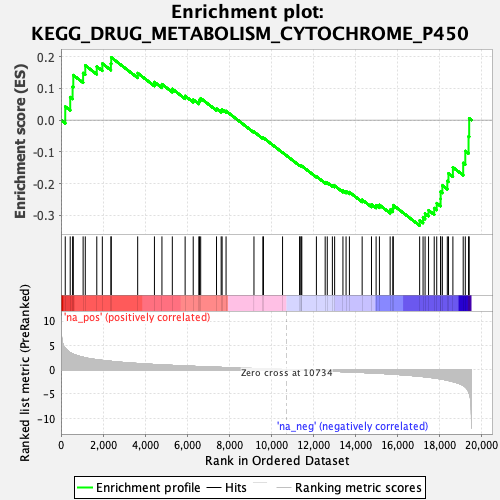 Enrichment plot:
KEGG_DRUG_METABOLISM_CYTOCHROME_P450
Enrichment score (ES)
0.2
0.1
0.0
-0.1
-0.2
-0.3
'na_pos' (positively correlated)
Ranked list metric (PreRanked)
10
5
0
-5
-10
Zero cross at 10734
'na_neg' (negatively correlated)
0
2,000
4,000
6,000
8,000
10,000
12,000
14,000
16,000
18,000
20,000
Rank in Ordered Dataset
Enrichment profile
Hits
Ranking metric scores